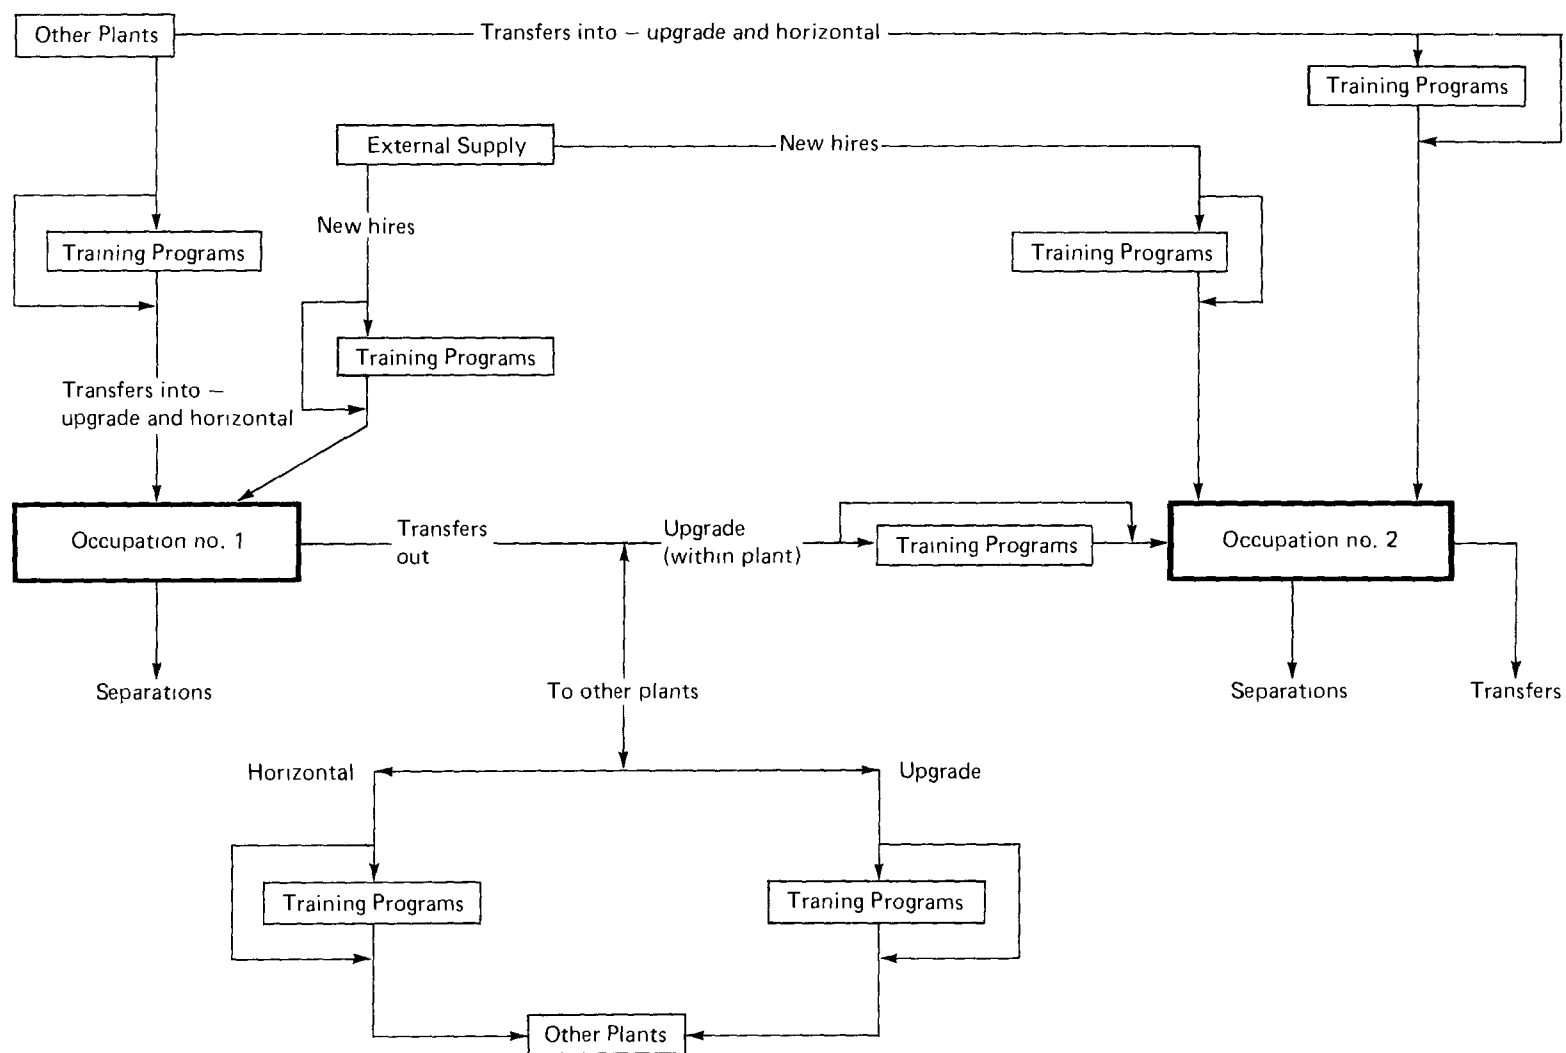 Other Plants
Transfers into – upgrade and horizontal
Training Programs
External Supply
New hires
New hires
Training Programs
Training Programs
Training Programs
Transfers into –
upgrade and horizontal
Occupation no. 1
Transfers
out
Upgrade
(within plant)
Training Programs
Occupation no. 2
Separations
To other plants
Separations
Transfers
Horizontal
Upgrade
Training Programs
Traning Programs
Other Plants